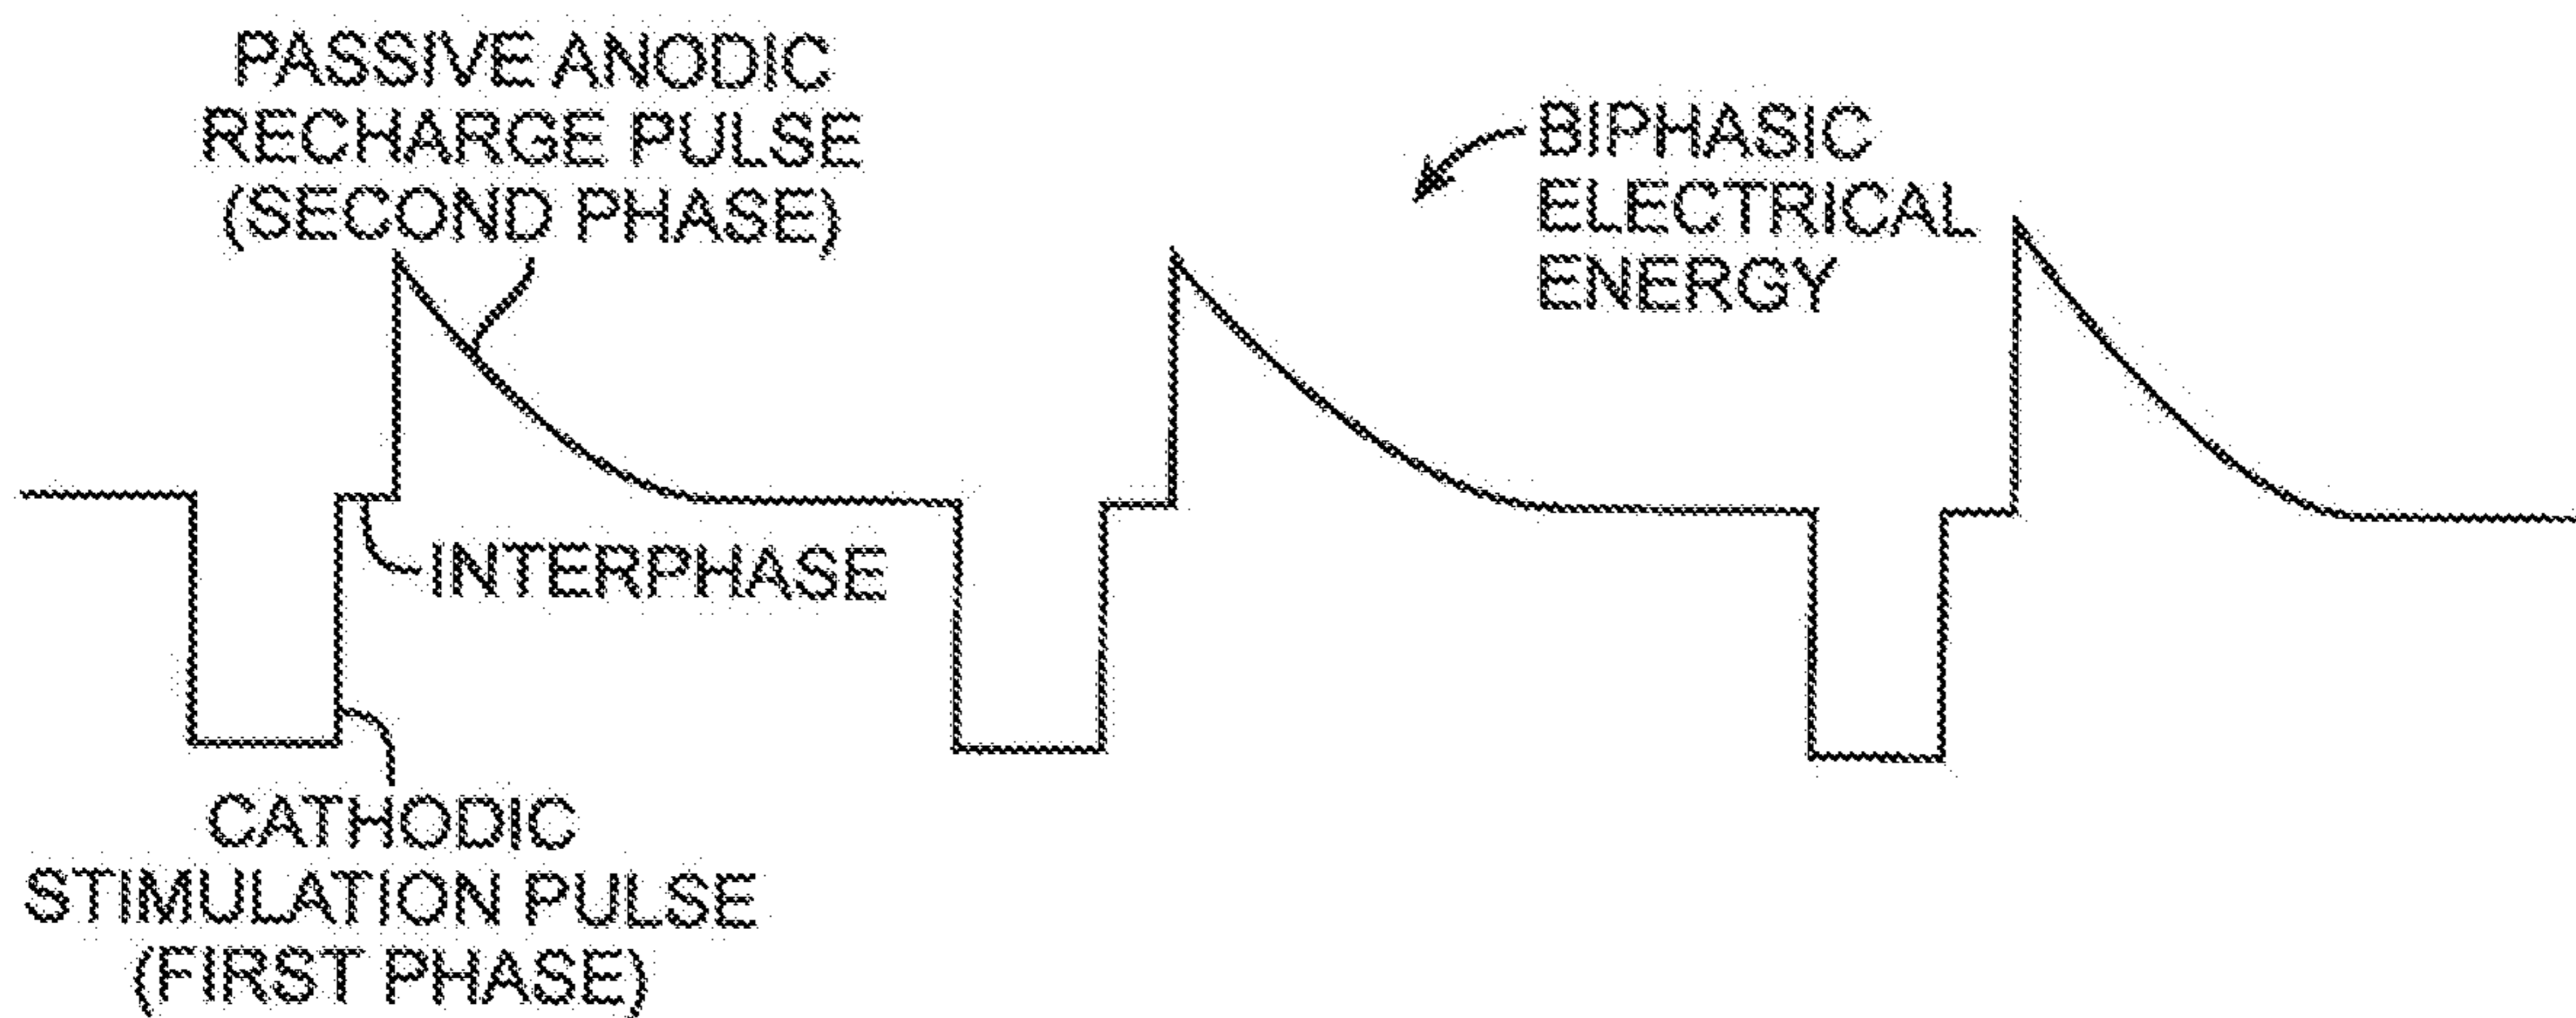 PASSIVE ANODIC
RECHARGE PULSE
(SECOND PHASE)
BIPHASIC
ELECTRICAL
ENERGY
INTERPHASE
CATHODIC
STIMULATION PULSE
(FIRST PHASE)